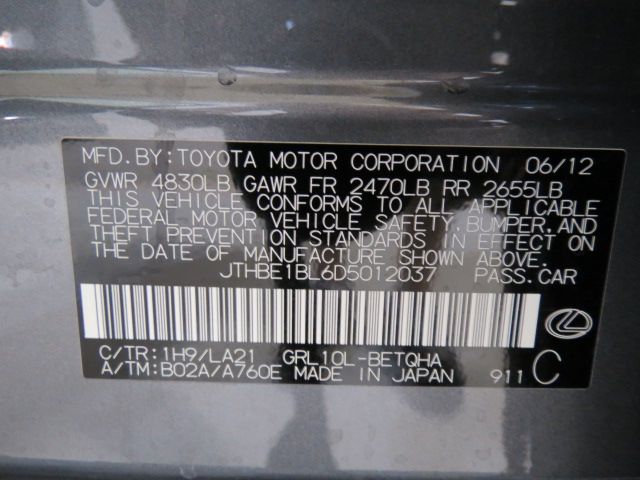 MFD.BY:TOYOTA MOTOR CORPORATION 06/12
GVWR 4830LB GAWR FR 2470LB RR 2655LB
THIS VEHICLE CONFORMS TO ALL APPLICABLE
FEDERAL MOTOR VEHICLE SAFETY,BUMPER,AND
THEFT PREVENTION STANDARDS IN EFFECT ON
THE DATE OF MANUFACTURE SHOWN ABOVE.
JTHBE1BL6D5012037 PASS.CAR
C/TR:1H9/LA21 GRL10L-BETQHA
A/TM:B02A/A760E MADE IN JAPAN 911 C